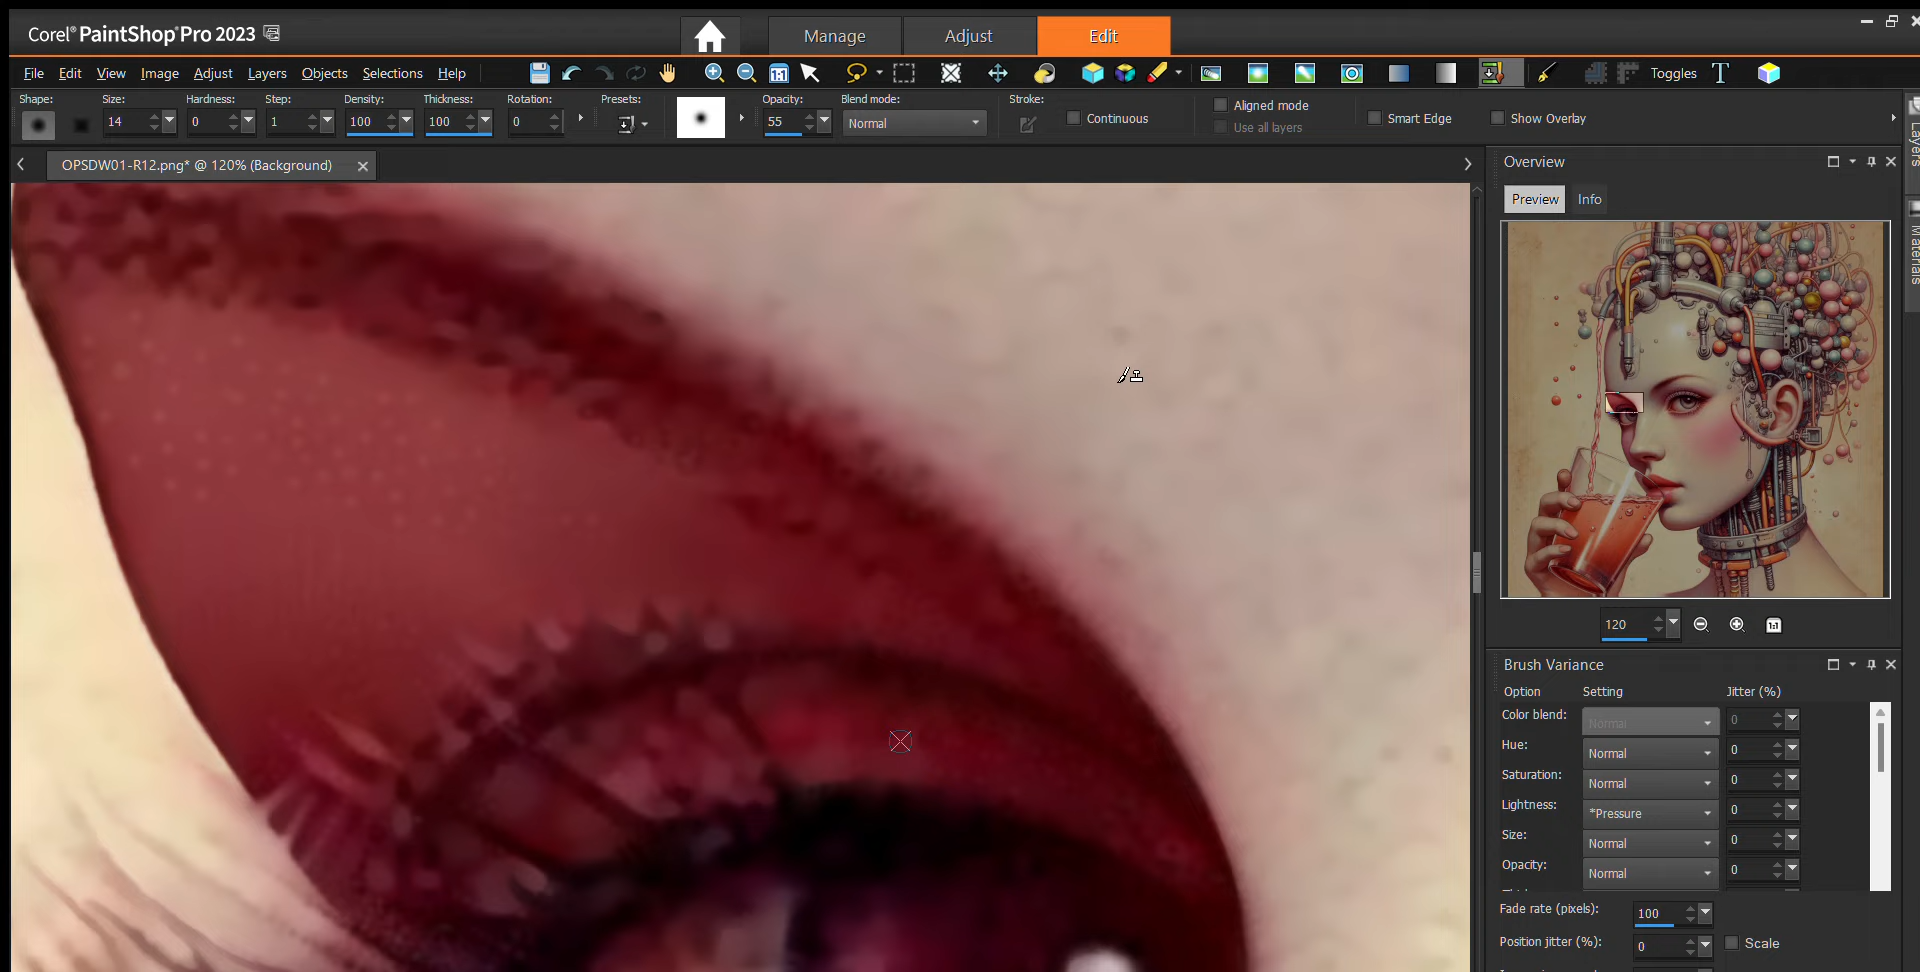 Corel® PaintShop® Pro 2023
Manage
Adjust
Edit
File Edit View Image Adjust Layers Objects Selections Help
1:1
Toggles
Shape:
Size:
Hardness:
Step:
Density:
Thickness:
Rotation:
Presets:
Opacity:
Blend mode:
Stroke:
14
0
1
100
100
0
55
Normal
Continuous
Aligned mode
Use all layers
Smart Edge
Show Overlay
OPSDW01-R12.png* @ 120% (Background)
Overview
Preview
Info
Layers
Materials
120
1:1
Brush Variance
Option Setting Jitter (%)
Color blend: Normal 0
Hue: Normal 0
Saturation: Normal 0
Lightness: *Pressure 0
Size: Normal 0
Opacity: Normal 0
Fade rate (pixels): 100
Position jitter (%): 0 Scale